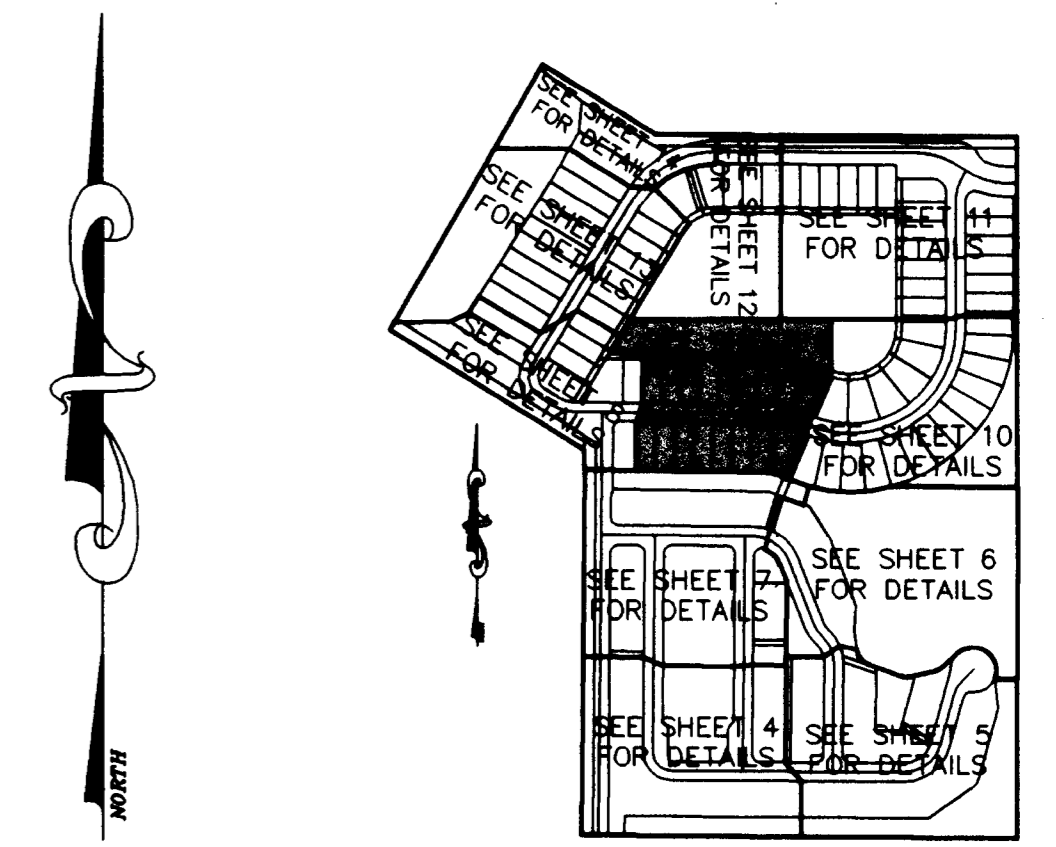 SEE SHEET
FOR DETAILS
SEE SHEET 13
FOR DETAILS
SEE SHEET 12
FOR DETAILS
SEE SHEET 11
FOR DETAILS
SEE SHEET
FOR DETAILS
SEE SHEET 10
FOR DETAILS
SEE SHEET 6
FOR DETAILS
SEE SHEET 7
FOR DETAILS
SEE SHEET 4
FOR DETAILS
SEE SHEET 5
FOR DETAILS
NORTH